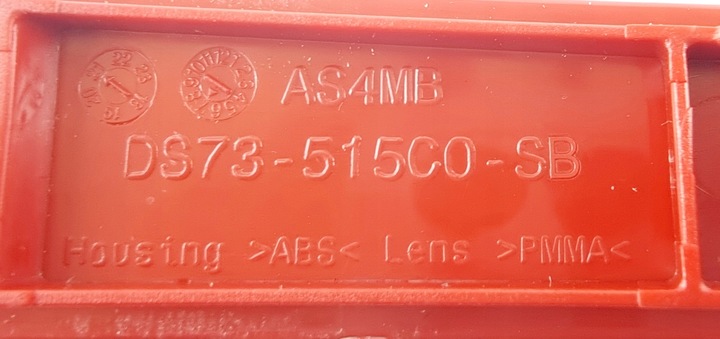 AS4MB
DS73-515C0-SB
Housing >ABS< Lens >PMMA<